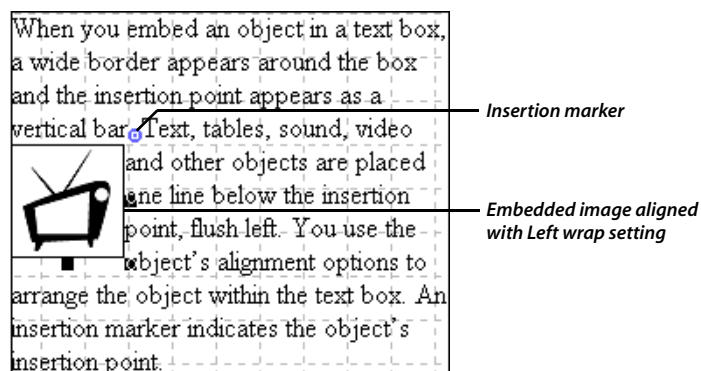 When you embed an object in a text box,
a wide border appears around the box
and the insertion point appears as a
vertical bar. Text, tables, sound, video
and other objects are placed
one line below the insertion
point, flush left. You use the
object's alignment options to
arrange the object within the text box. An
insertion marker indicates the object's
insertion point.
Insertion marker
Embedded image aligned
with Left wrap setting